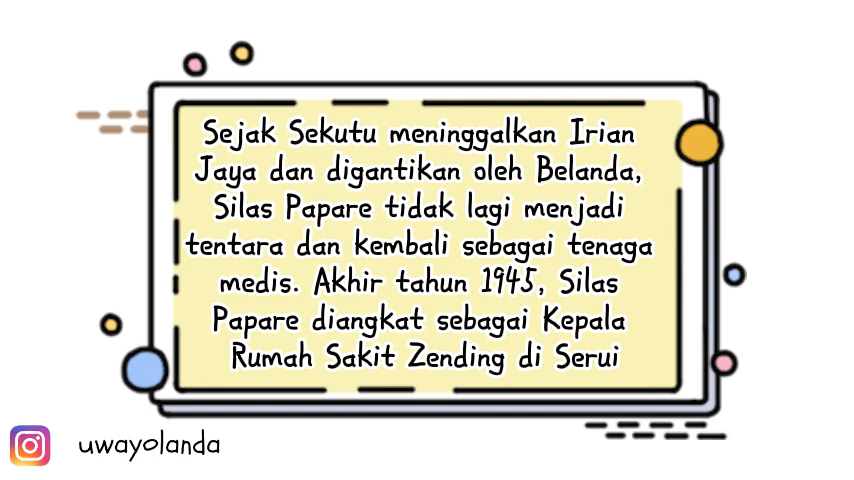 Sejak Sekutu meninggalkan Irian
Jaya dan digantikan oleh Belanda,
Silas Papare tidak lagi menjadi
tentara dan kembali sebagai tenaga
medis. Akhir tahun 1945, Silas
Papare diangkat sebagai Kepala
Rumah Sakit Zending di Serui
uwayolanda